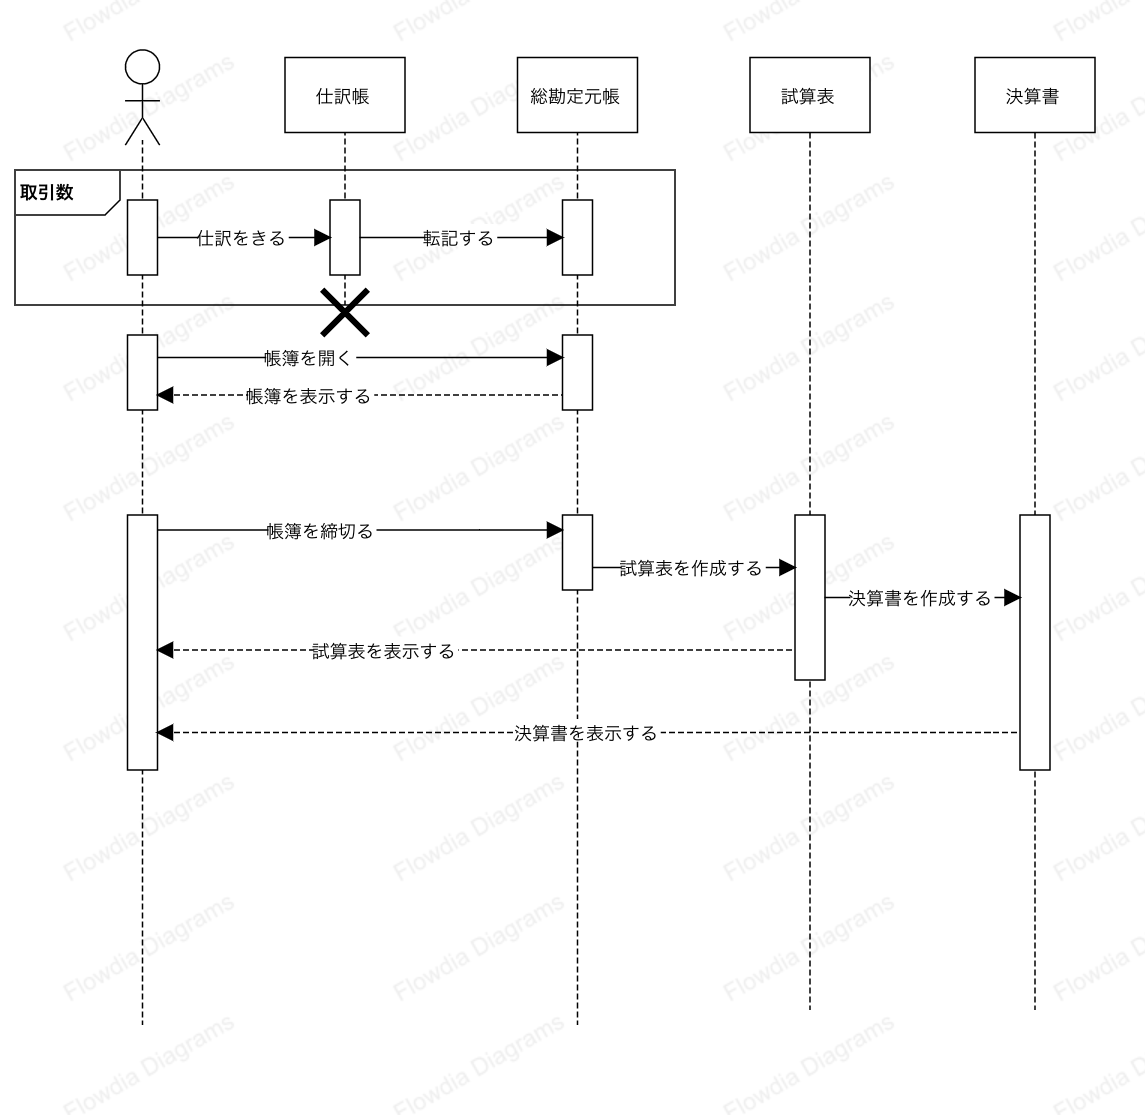 仕訳帳
総勘定元帳
試算表
決算書
取引数
仕訳をきる
転記する
帳簿を開く
帳簿を表示する
帳簿を締切る
試算表を作成する
決算書を作成する
試算表を表示する
決算書を表示する
Flowdia Diagrams